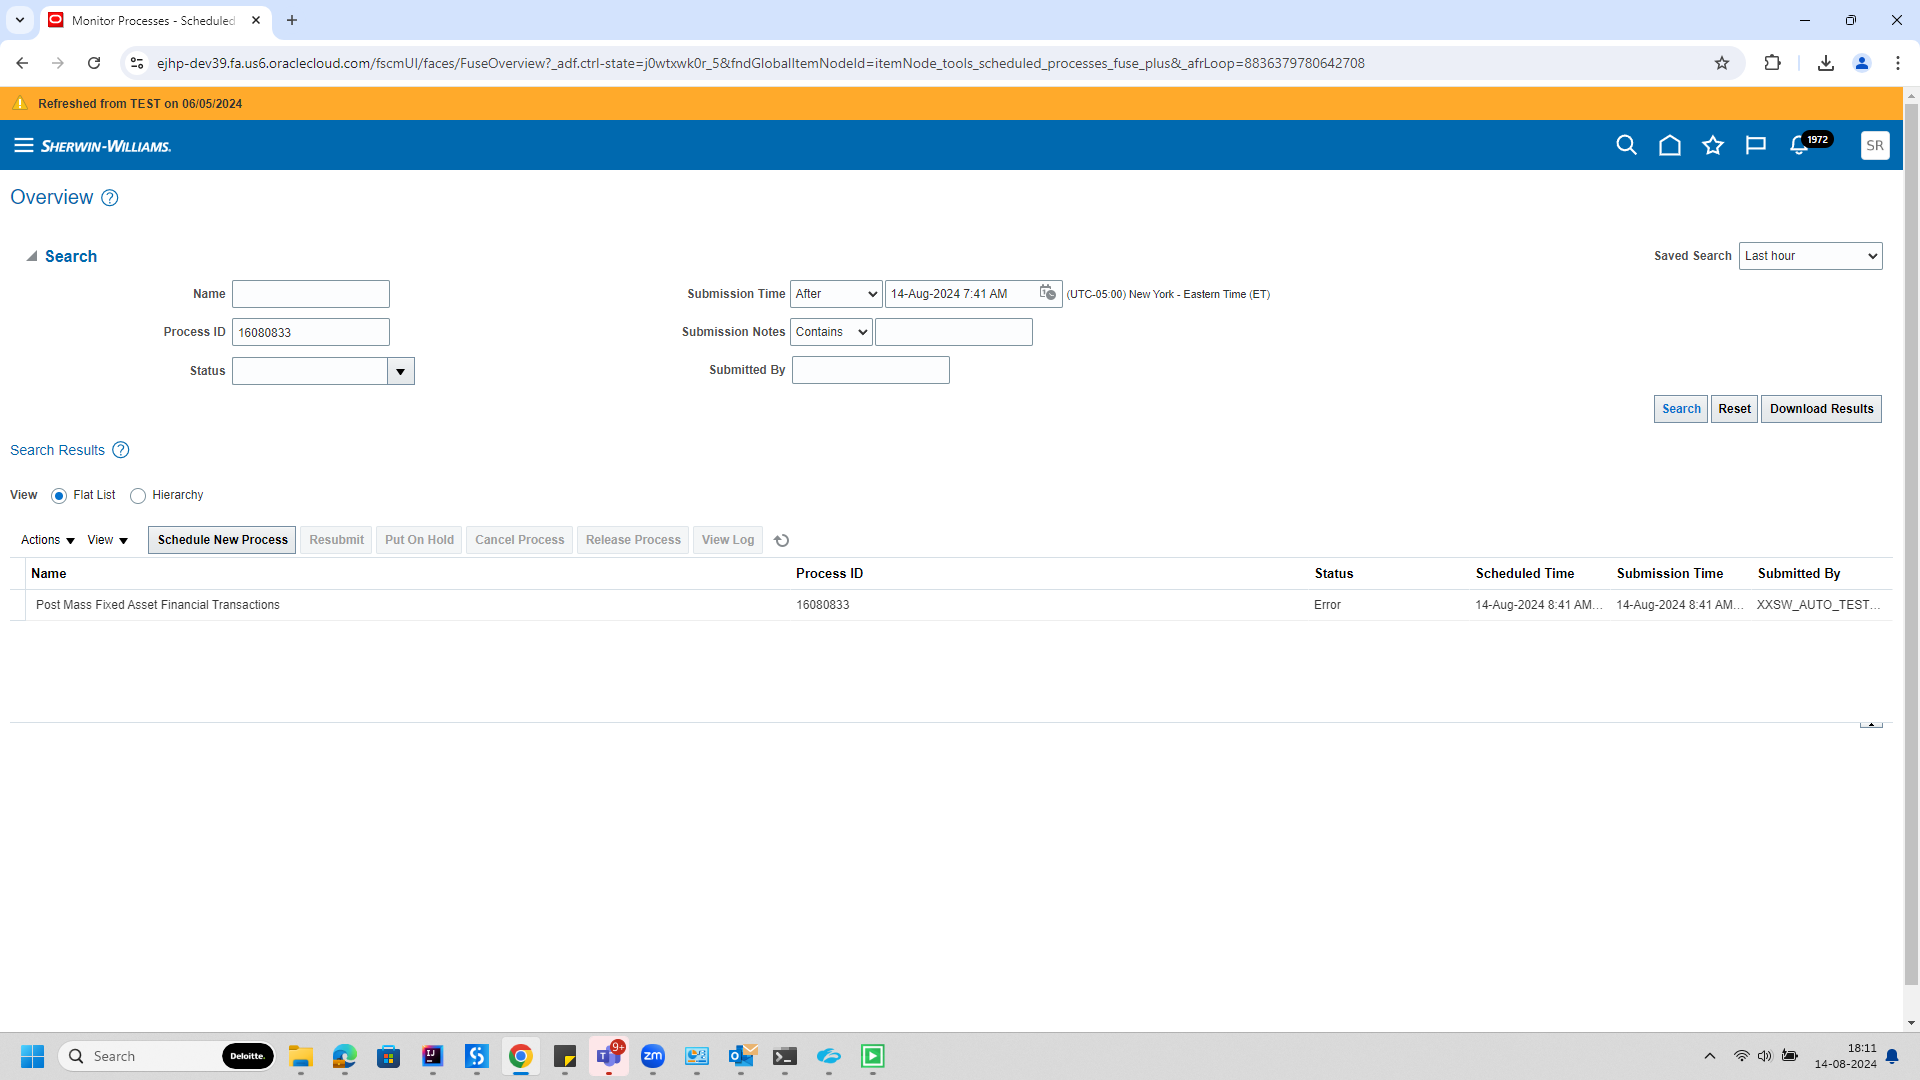 Monitor Processes - Scheduled
ejhp-dev39.fa.us6.oraclecloud.com/fscmUI/faces/FuseOverview?_adf.ctrl-state=j0wtxwk0r_5&fndGlobalItemNodeId=itemNode_tools_scheduled_processes_fuse_plus&_afrLoop=8836379780642708
Refreshed from TEST on 06/05/2024
SHERWIN-WILLIAMS.
1972
SR
Overview ?
Search
Saved Search Last hour
Name
Submission Time After 14-Aug-2024 7:41 AM (UTC-05:00) New York - Eastern Time (ET)
Process ID 16080833
Submission Notes Contains
Status
Submitted By
Search Reset Download Results
Search Results ?
View Flat List Hierarchy
Actions View Schedule New Process Resubmit Put On Hold Cancel Process Release Process View Log
Name Process ID Status Scheduled Time Submission Time Submitted By
Post Mass Fixed Asset Financial Transactions 16080833 Error 14-Aug-2024 8:41 AM... 14-Aug-2024 8:41 AM... XXSW_AUTO_TEST...
Search Deloitte.
9+
zm
18:11
14-08-2024